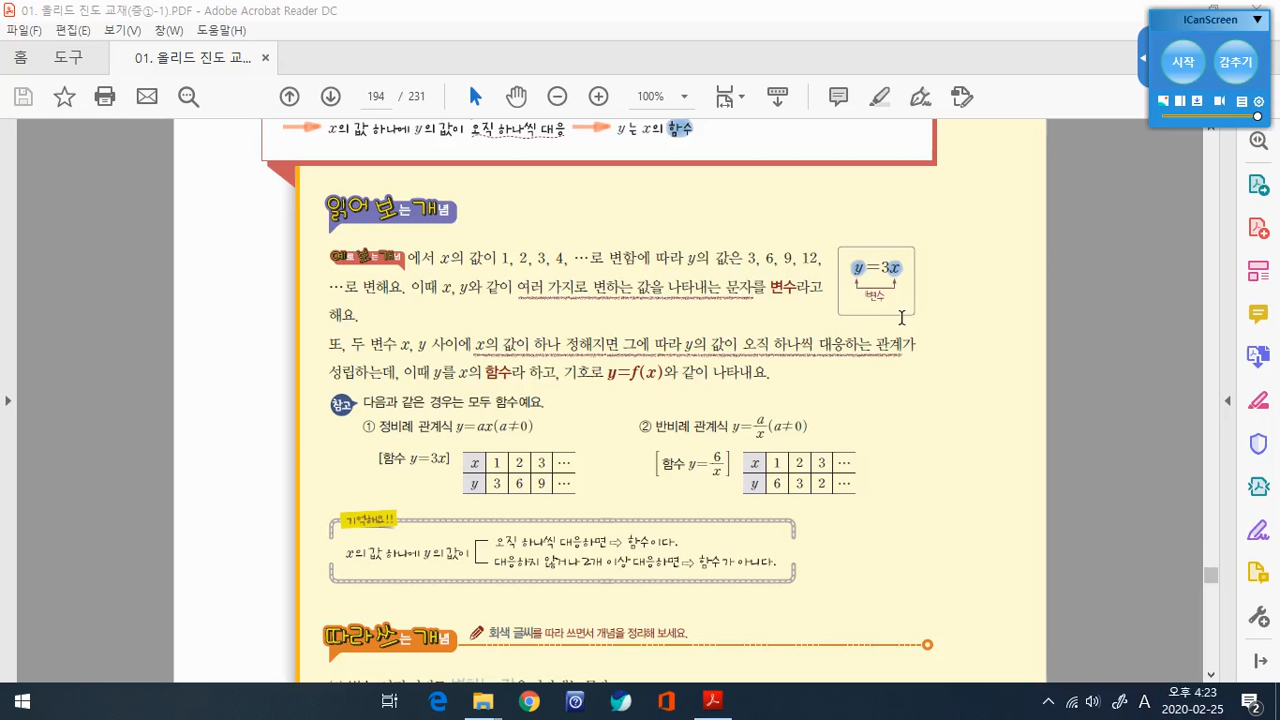 01. 올리드 진도 교재(중①-1).PDF - Adobe Acrobat Reader DC
파일(F) 편집(E) 보기(V) 창(W) 도움말(H)
홈 도구 01. 올리드 진도 교... ×
194 / 231 100%
ICanScreen
시작 감추기
x의 값 하나에 y의 값이 오직 하나씩 대응 y는 x의 함수
읽어 보는 개념
예로 보는 개념 에서 x의 값이 1, 2, 3, 4, …로 변함에 따라 y의 값은 3, 6, 9, 12,
…로 변해요. 이때 x, y와 같이 여러 가지로 변하는 값을 나타내는 문자를 변수라고
해요.
y=3x
변수
또, 두 변수 x, y 사이에 x의 값이 하나 정해지면 그에 따라 y의 값이 오직 하나씩 대응하는 관계가
성립하는데, 이때 y를 x의 함수라 하고, 기호로 y=f(x)와 같이 나타내요.
참고 다음과 같은 경우는 모두 함수예요.
① 정비례 관계식 y=ax(a≠0) ② 반비례 관계식 y=a/x(a≠0)
[함수 y=3x] x 1 2 3 … [함수 y=6/x] x 1 2 3 …
y 3 6 9 … y 6 3 2 …
기억해요!!
x의 값 하나에 y의 값이 오직 하나씩 대응하면 ⇨ 함수이다.
대응하지 않거나 2개 이상 대응하면 ⇨ 함수가 아니다.
따라 쓰는 개념 회색 글씨를 따라 쓰면서 개념을 정리해 보세요.
A 오후 4:23
2020-02-25 2